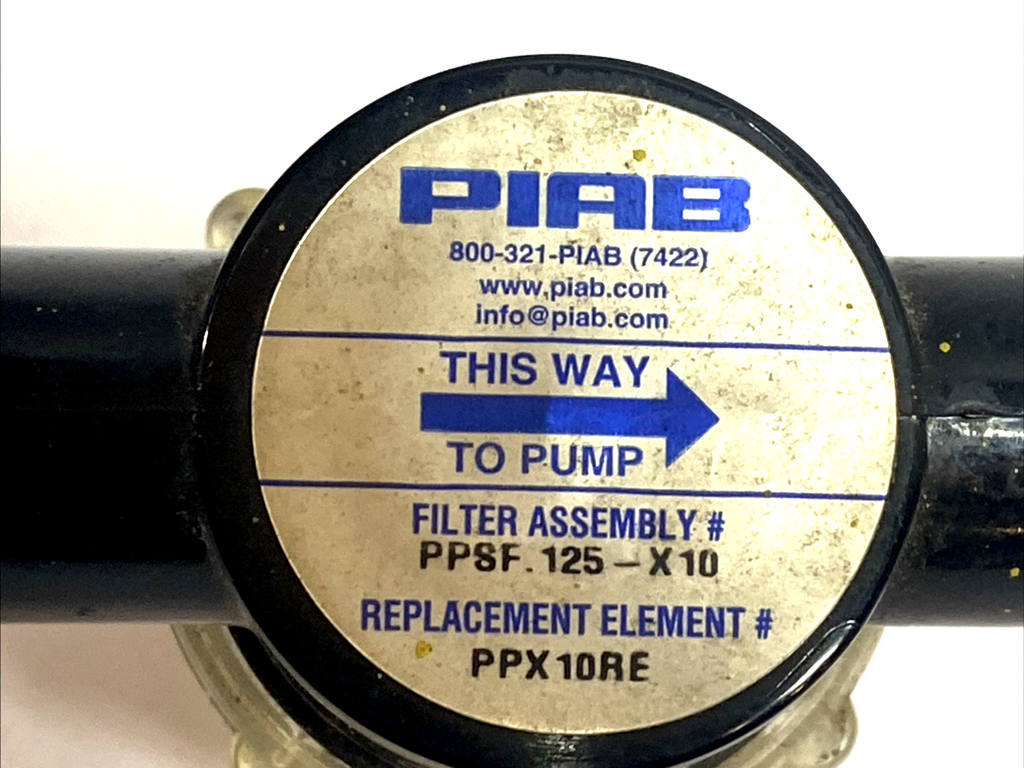 PIAB
800-321-PIAB (7422)
www.piab.com
info@piab.com
THIS WAY
TO PUMP
FILTER ASSEMBLY #
PPSF.125-X10
REPLACEMENT ELEMENT #
PPX10RE